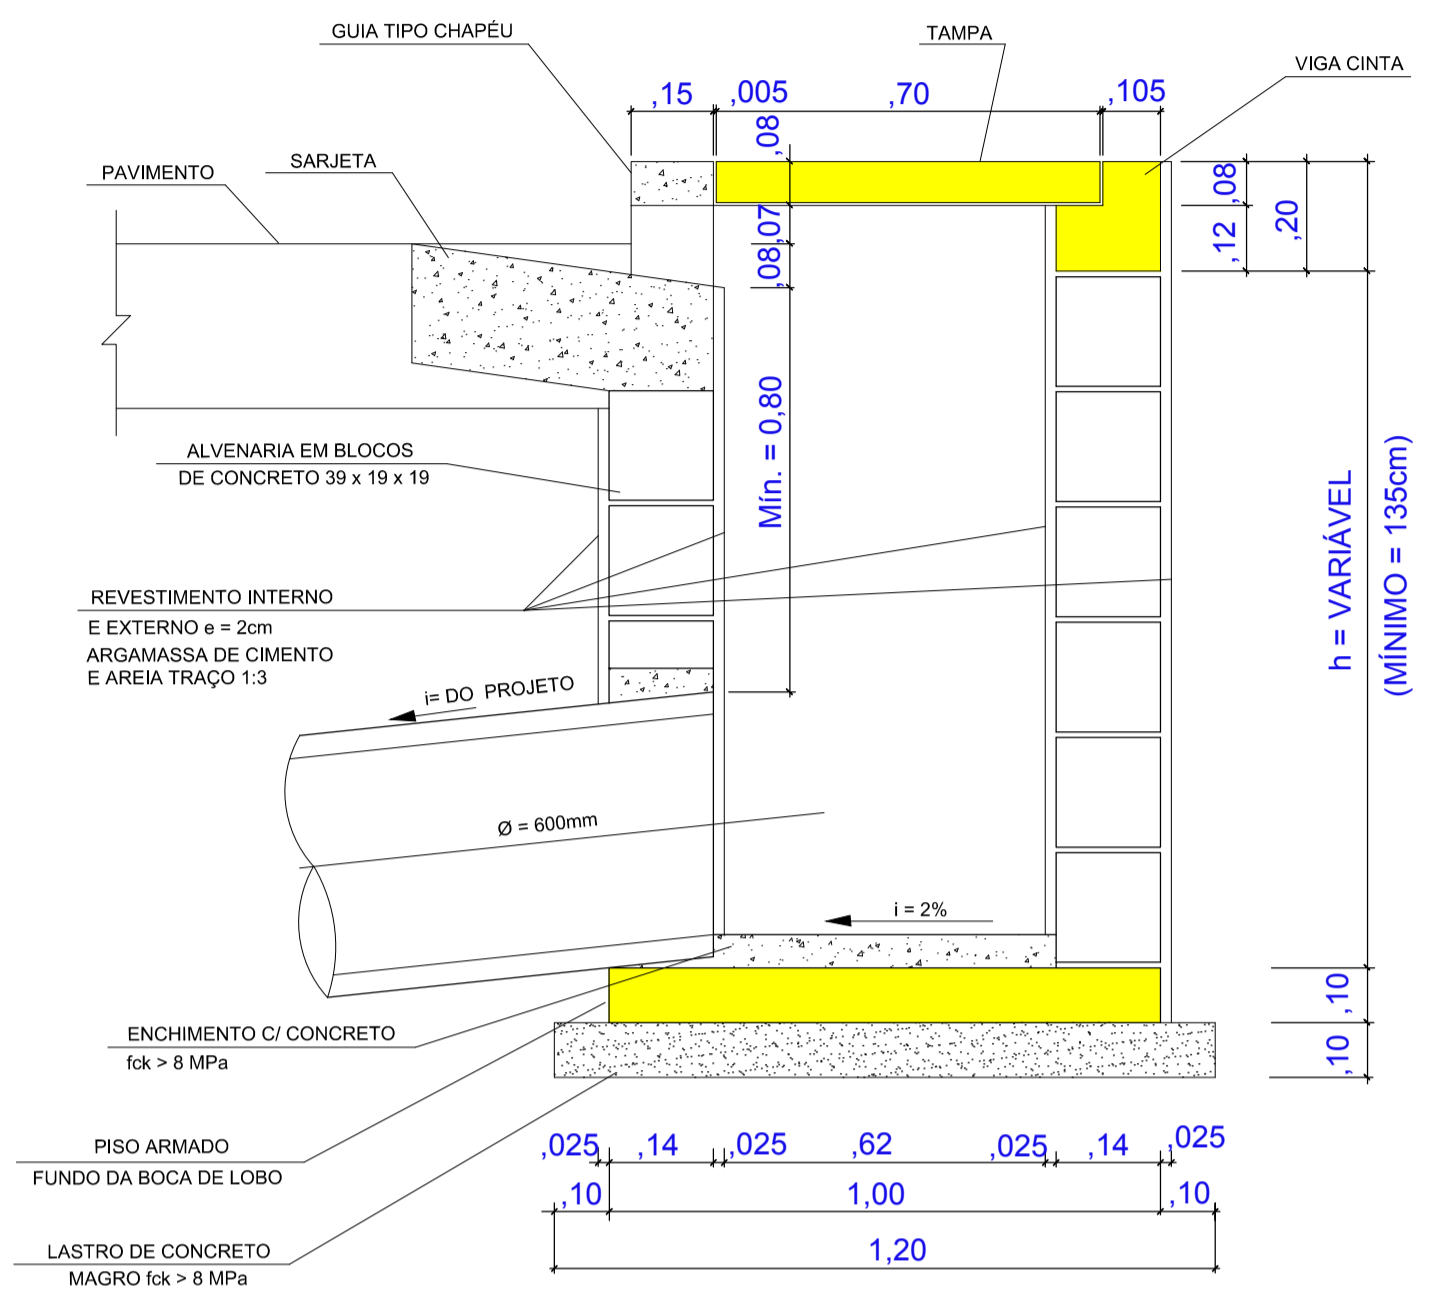 GUIA TIPO CHAPÉU
TAMPA
VIGA CINTA
,15
,005
,70
,105
,08
PAVIMENTO
SARJETA
,08
,20
,12
,07
,08
Mín. = 0,80
ALVENARIA EM BLOCOS
DE CONCRETO 39 x 19 x 19
h = VARIÁVEL
(MÍNIMO = 135cm)
REVESTIMENTO INTERNO
E EXTERNO e = 2cm
ARGAMASSA DE CIMENTO
E AREIA TRAÇO 1:3
i= DO PROJETO
Ø = 600mm
i = 2%
,10
,10
ENCHIMENTO C/ CONCRETO
fck > 8 MPa
PISO ARMADO
FUNDO DA BOCA DE LOBO
,025
,14
,025
,62
,025
,14
,025
,10
1,00
,10
1,20
LASTRO DE CONCRETO
MAGRO fck > 8 MPa